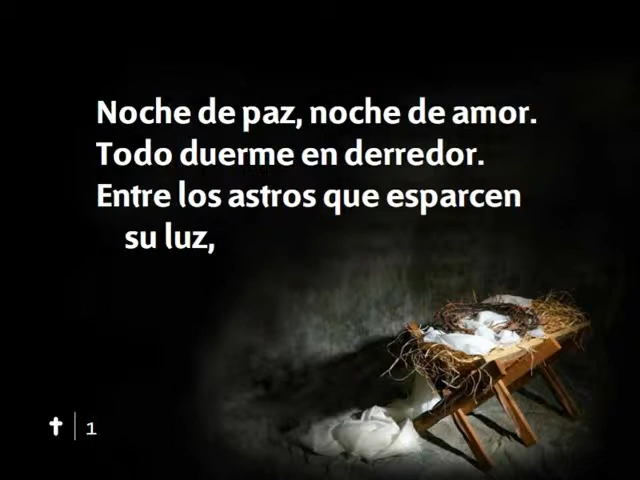 Noche de paz, noche de amor.
Todo duerme en derredor.
Entre los astros que esparcen
su luz,
1